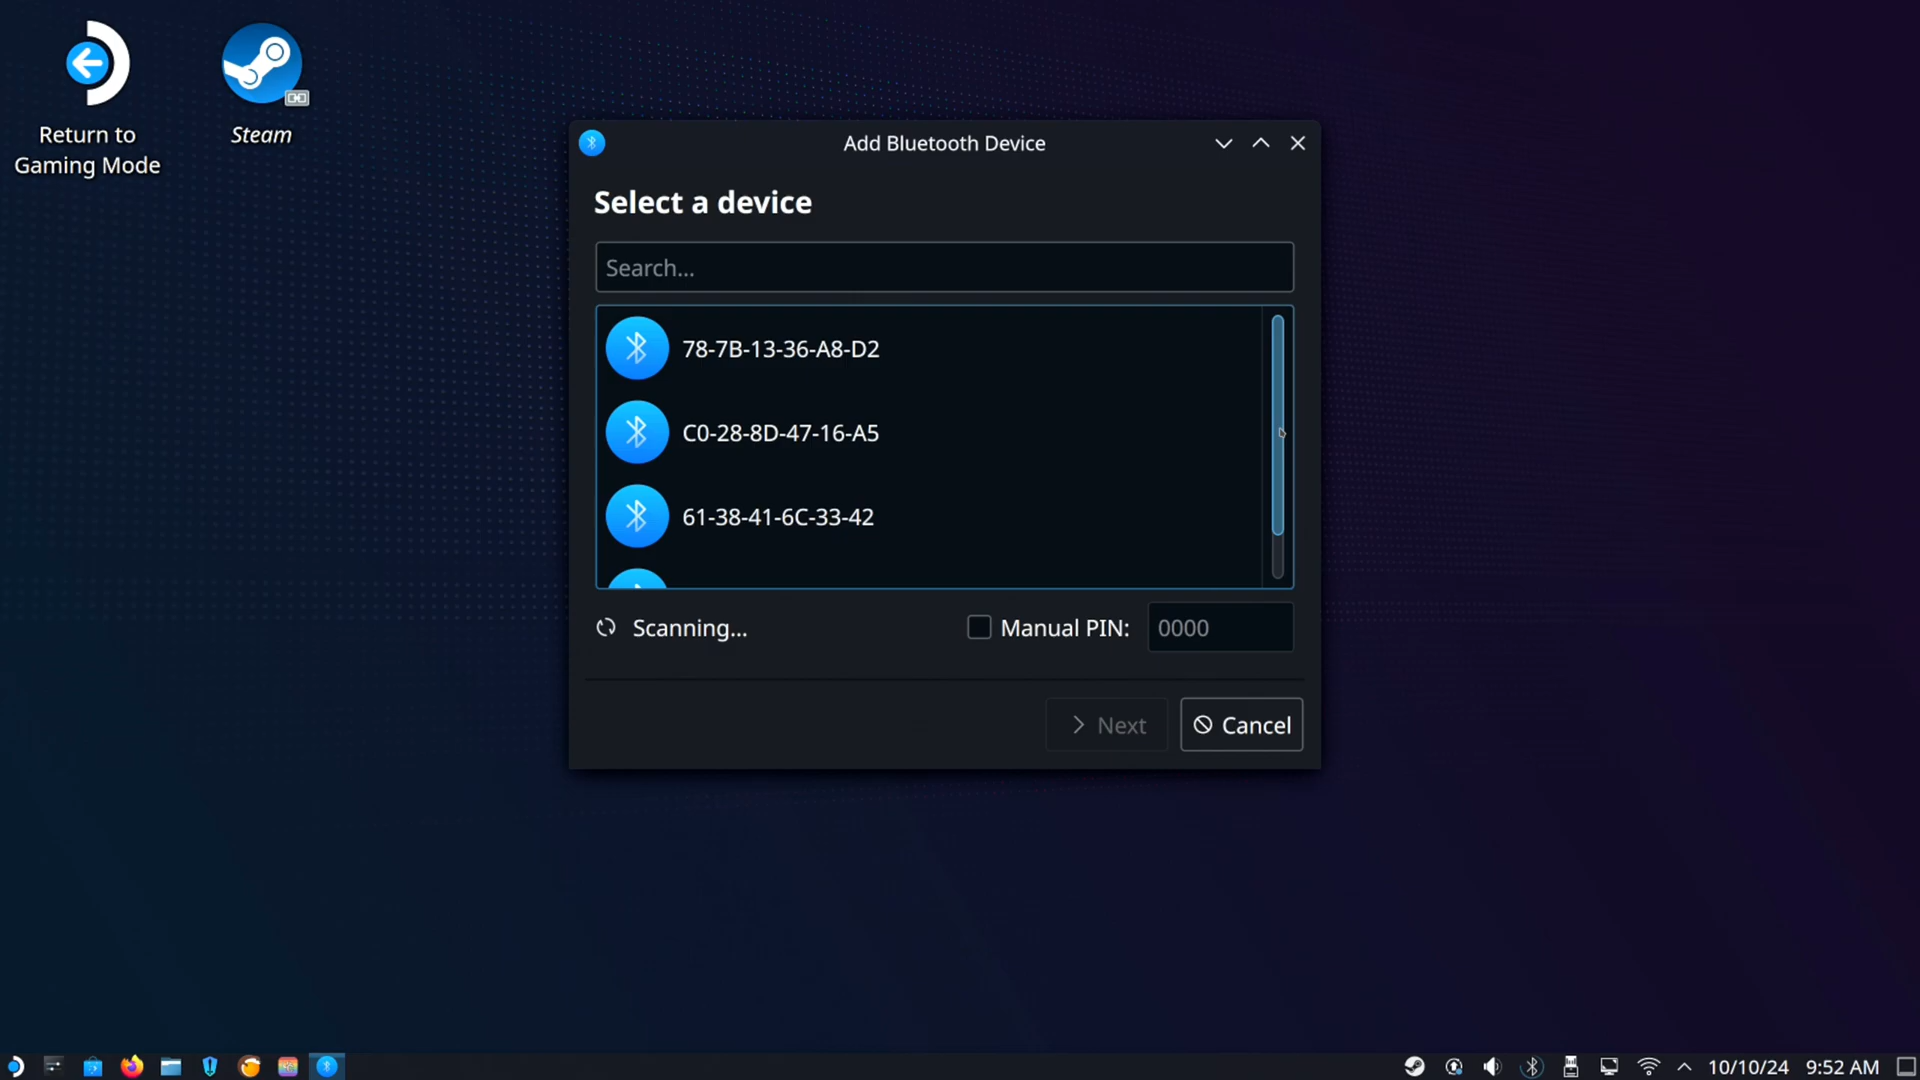 Return to
Gaming Mode
Steam
Add Bluetooth Device
Select a device
Search...
78-7B-13-36-A8-D2
C0-28-8D-47-16-A5
61-38-41-6C-33-42
Scanning...
Manual PIN:
0000
Next
Cancel
10/10/24
9:52 AM